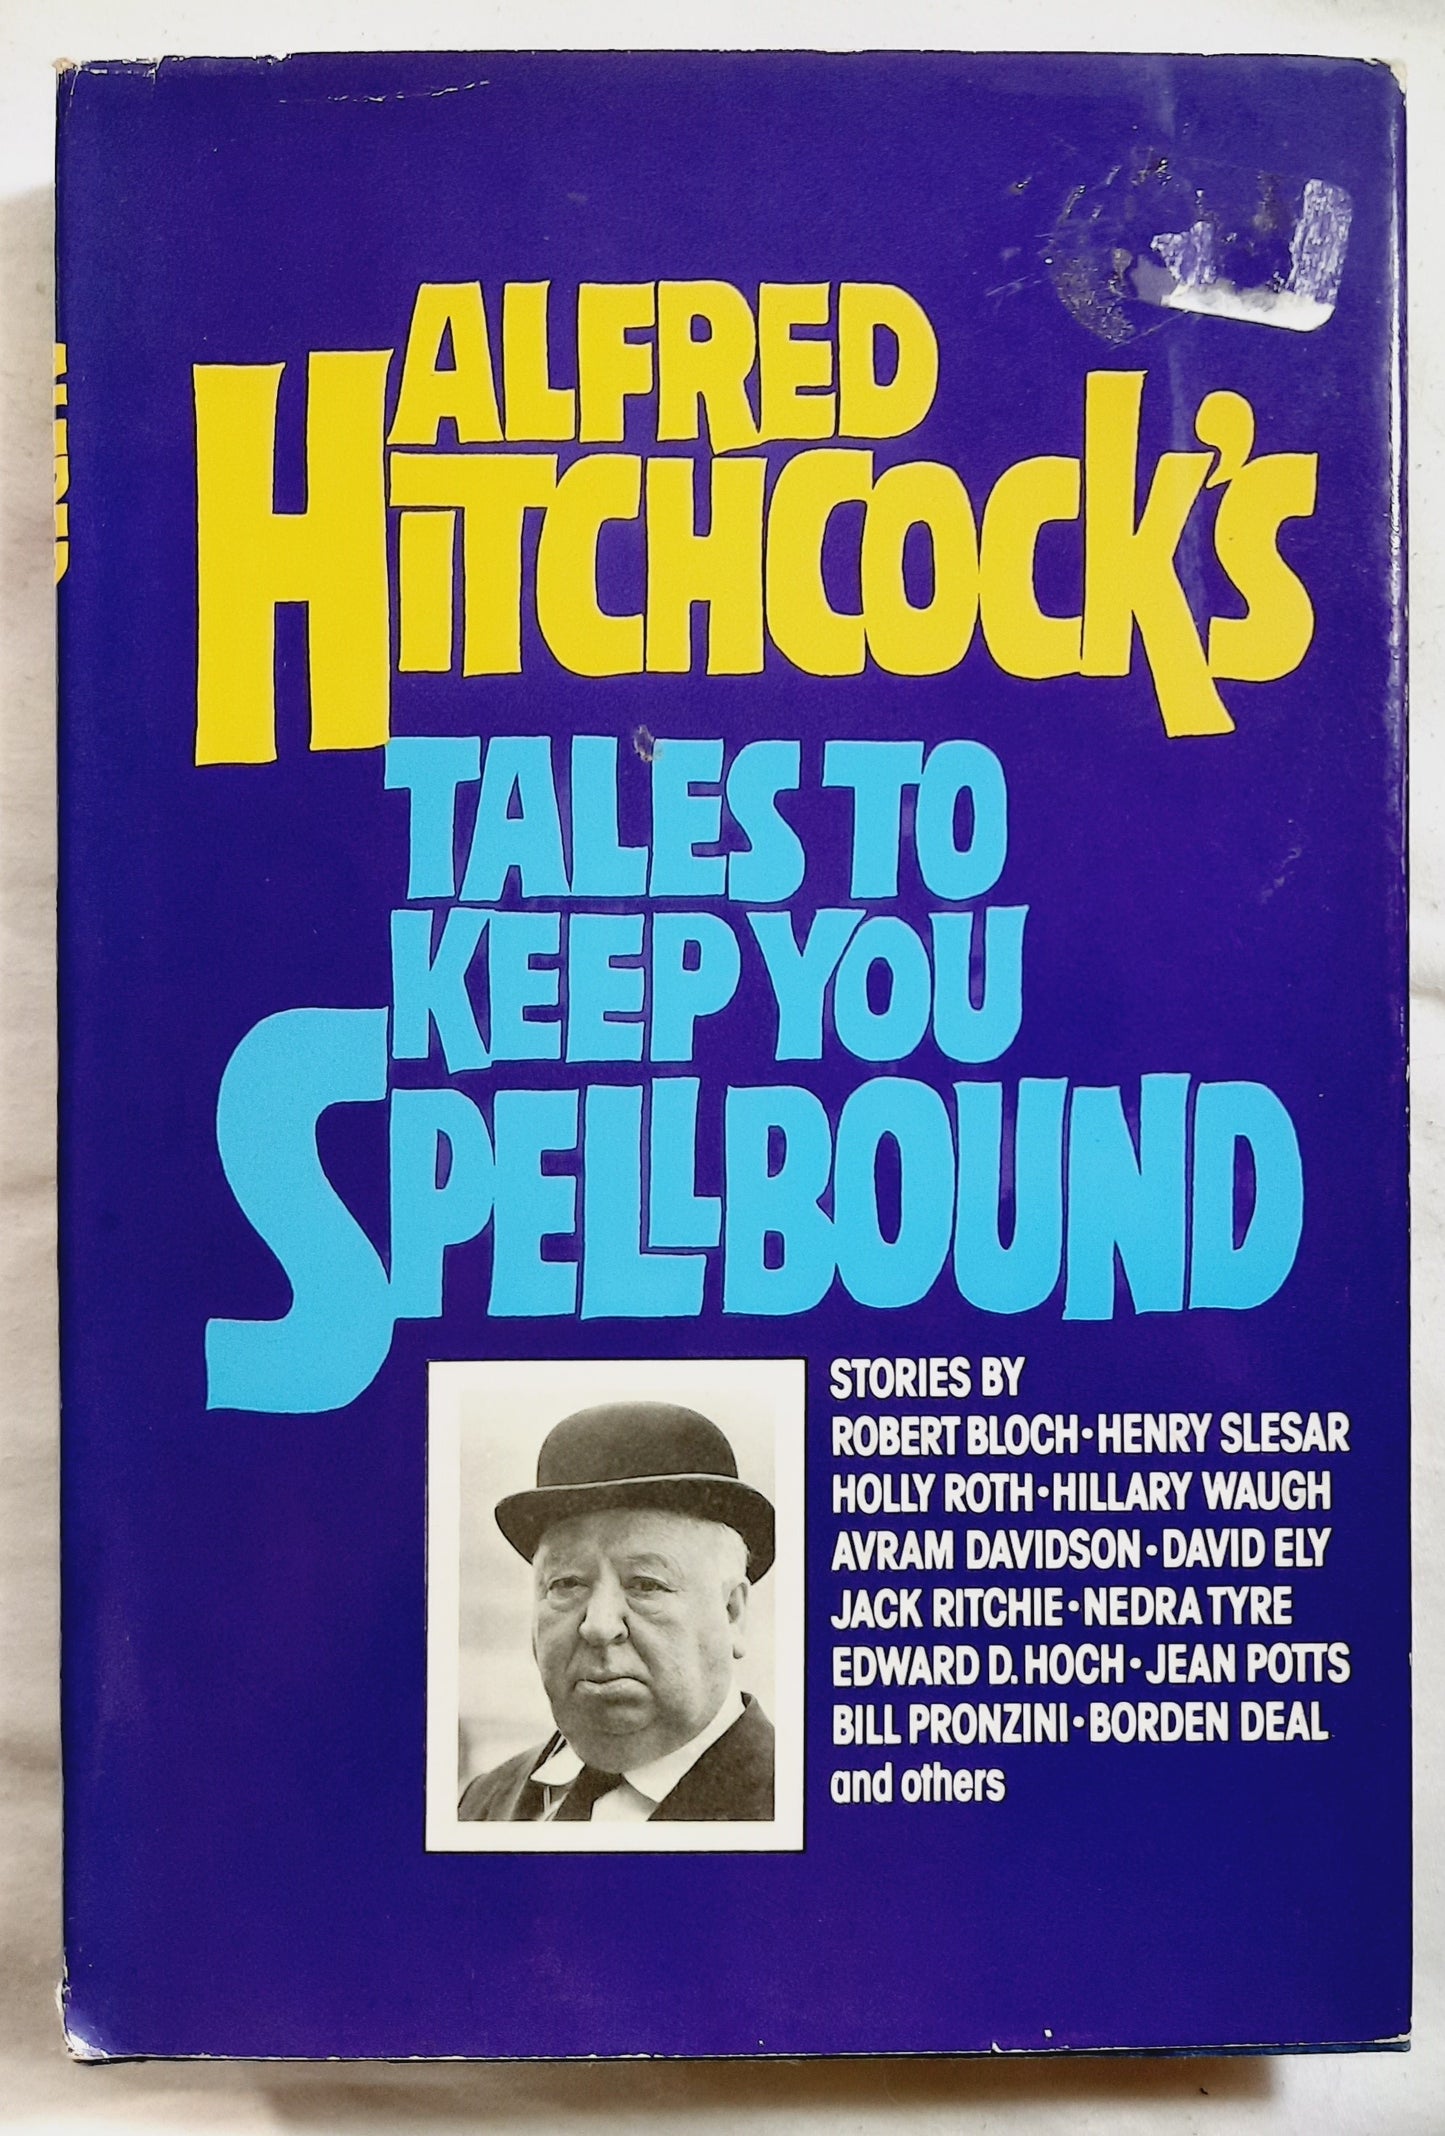 ALFRED
HITCHCOCK'S
TALES TO
KEEP YOU
SPELLBOUND
STORIES BY
ROBERT BLOCH•HENRY SLESAR
HOLLY ROTH•HILLARY WAUGH
AVRAM DAVIDSON•DAVID ELY
JACK RITCHIE•NEDRA TYRE
EDWARD D. HOCH•JEAN POTTS
BILL PRONZINI•BORDEN DEAL
and others